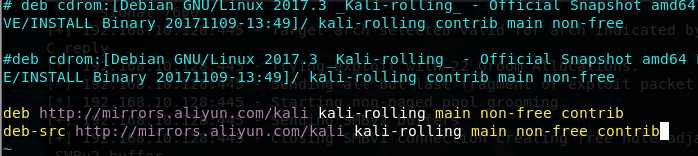 # deb cdrom:[Debian GNU/Linux 2017.3 _Kali-rolling_ - Official Snapshot amd64
VE/INSTALL Binary 20171109-13:49]/ kali-rolling contrib main non-free
#deb cdrom:[Debian GNU/Linux 2017.3 _Kali-rolling_ - Official Snapshot amd64 
E/INSTALL Binary 20171109-13:49]/ kali-rolling contrib main non-free
deb http://mirrors.aliyun.com/kali kali-rolling main non-free contrib
deb-src http://mirrors.aliyun.com/kali kali-rolling main non-free contrib
~